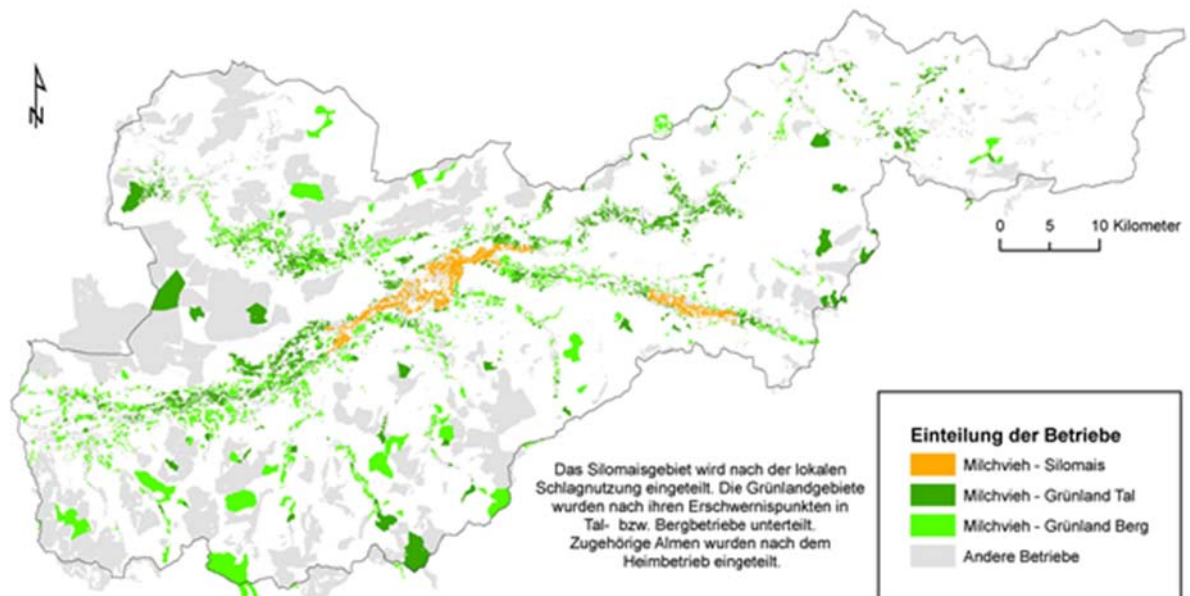 N
0 5 10 Kilometer
Das Silomaisgebiet wird nach der lokalen
Schlagnutzung eingeteilt. Die Grünlandgebiete
wurden nach ihren Erschwernispunkten in
Tal- bzw. Bergbetriebe unterteilt.
Zugehörige Almen wurden nach dem
Heimbetrieb eingeteilt.
Einteilung der Betriebe
Milchvieh - Silomais
Milchvieh - Grünland Tal
Milchvieh - Grünland Berg
Andere Betriebe